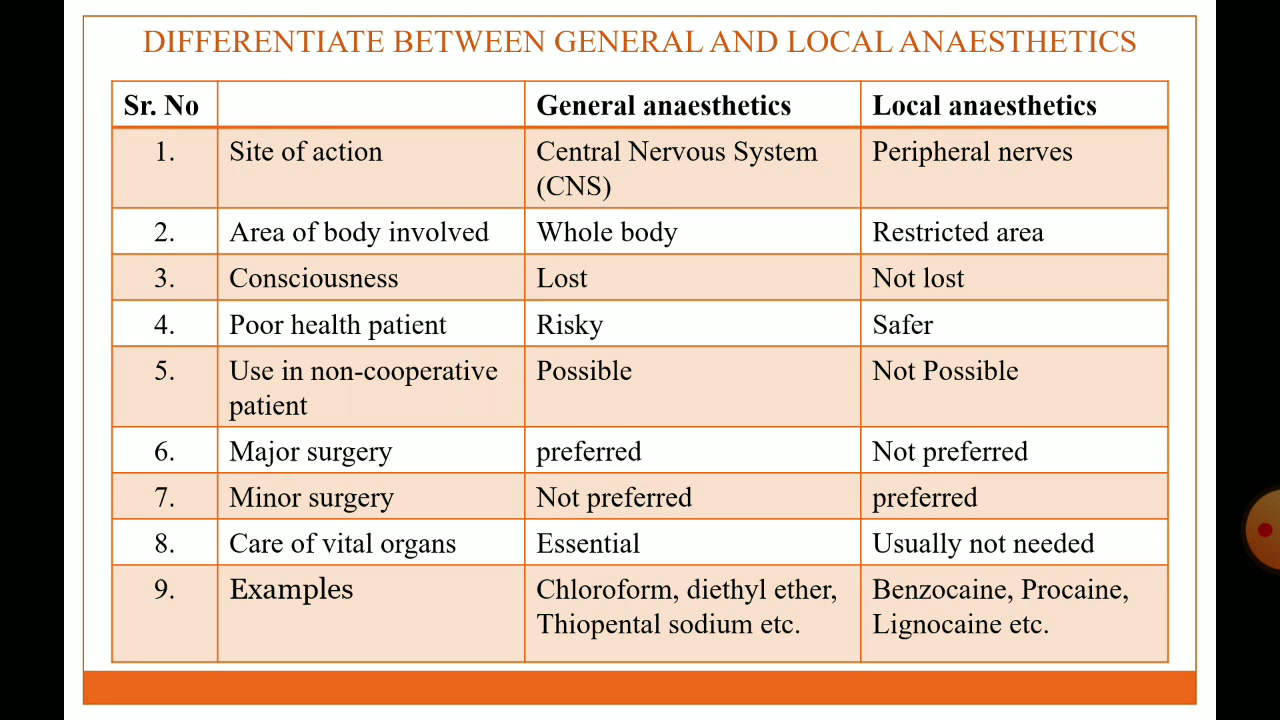 DIFFERENTIATE BETWEEN GENERAL AND LOCAL ANAESTHETICS
Sr. No General anaesthetics Local anaesthetics
1. Site of action Central Nervous System Peripheral nerves
(CNS)
2. Area of body involved Whole body Restricted area
3. Consciousness Lost Not lost
4. Poor health patient Risky Safer
5. Use in non-cooperative Possible Not Possible
patient
6. Major surgery preferred Not preferred
7. Minor surgery Not preferred preferred
8. Care of vital organs Essential Usually not needed
9. Examples Chloroform, diethyl ether, Benzocaine, Procaine,
Thiopental sodium etc. Lignocaine etc.